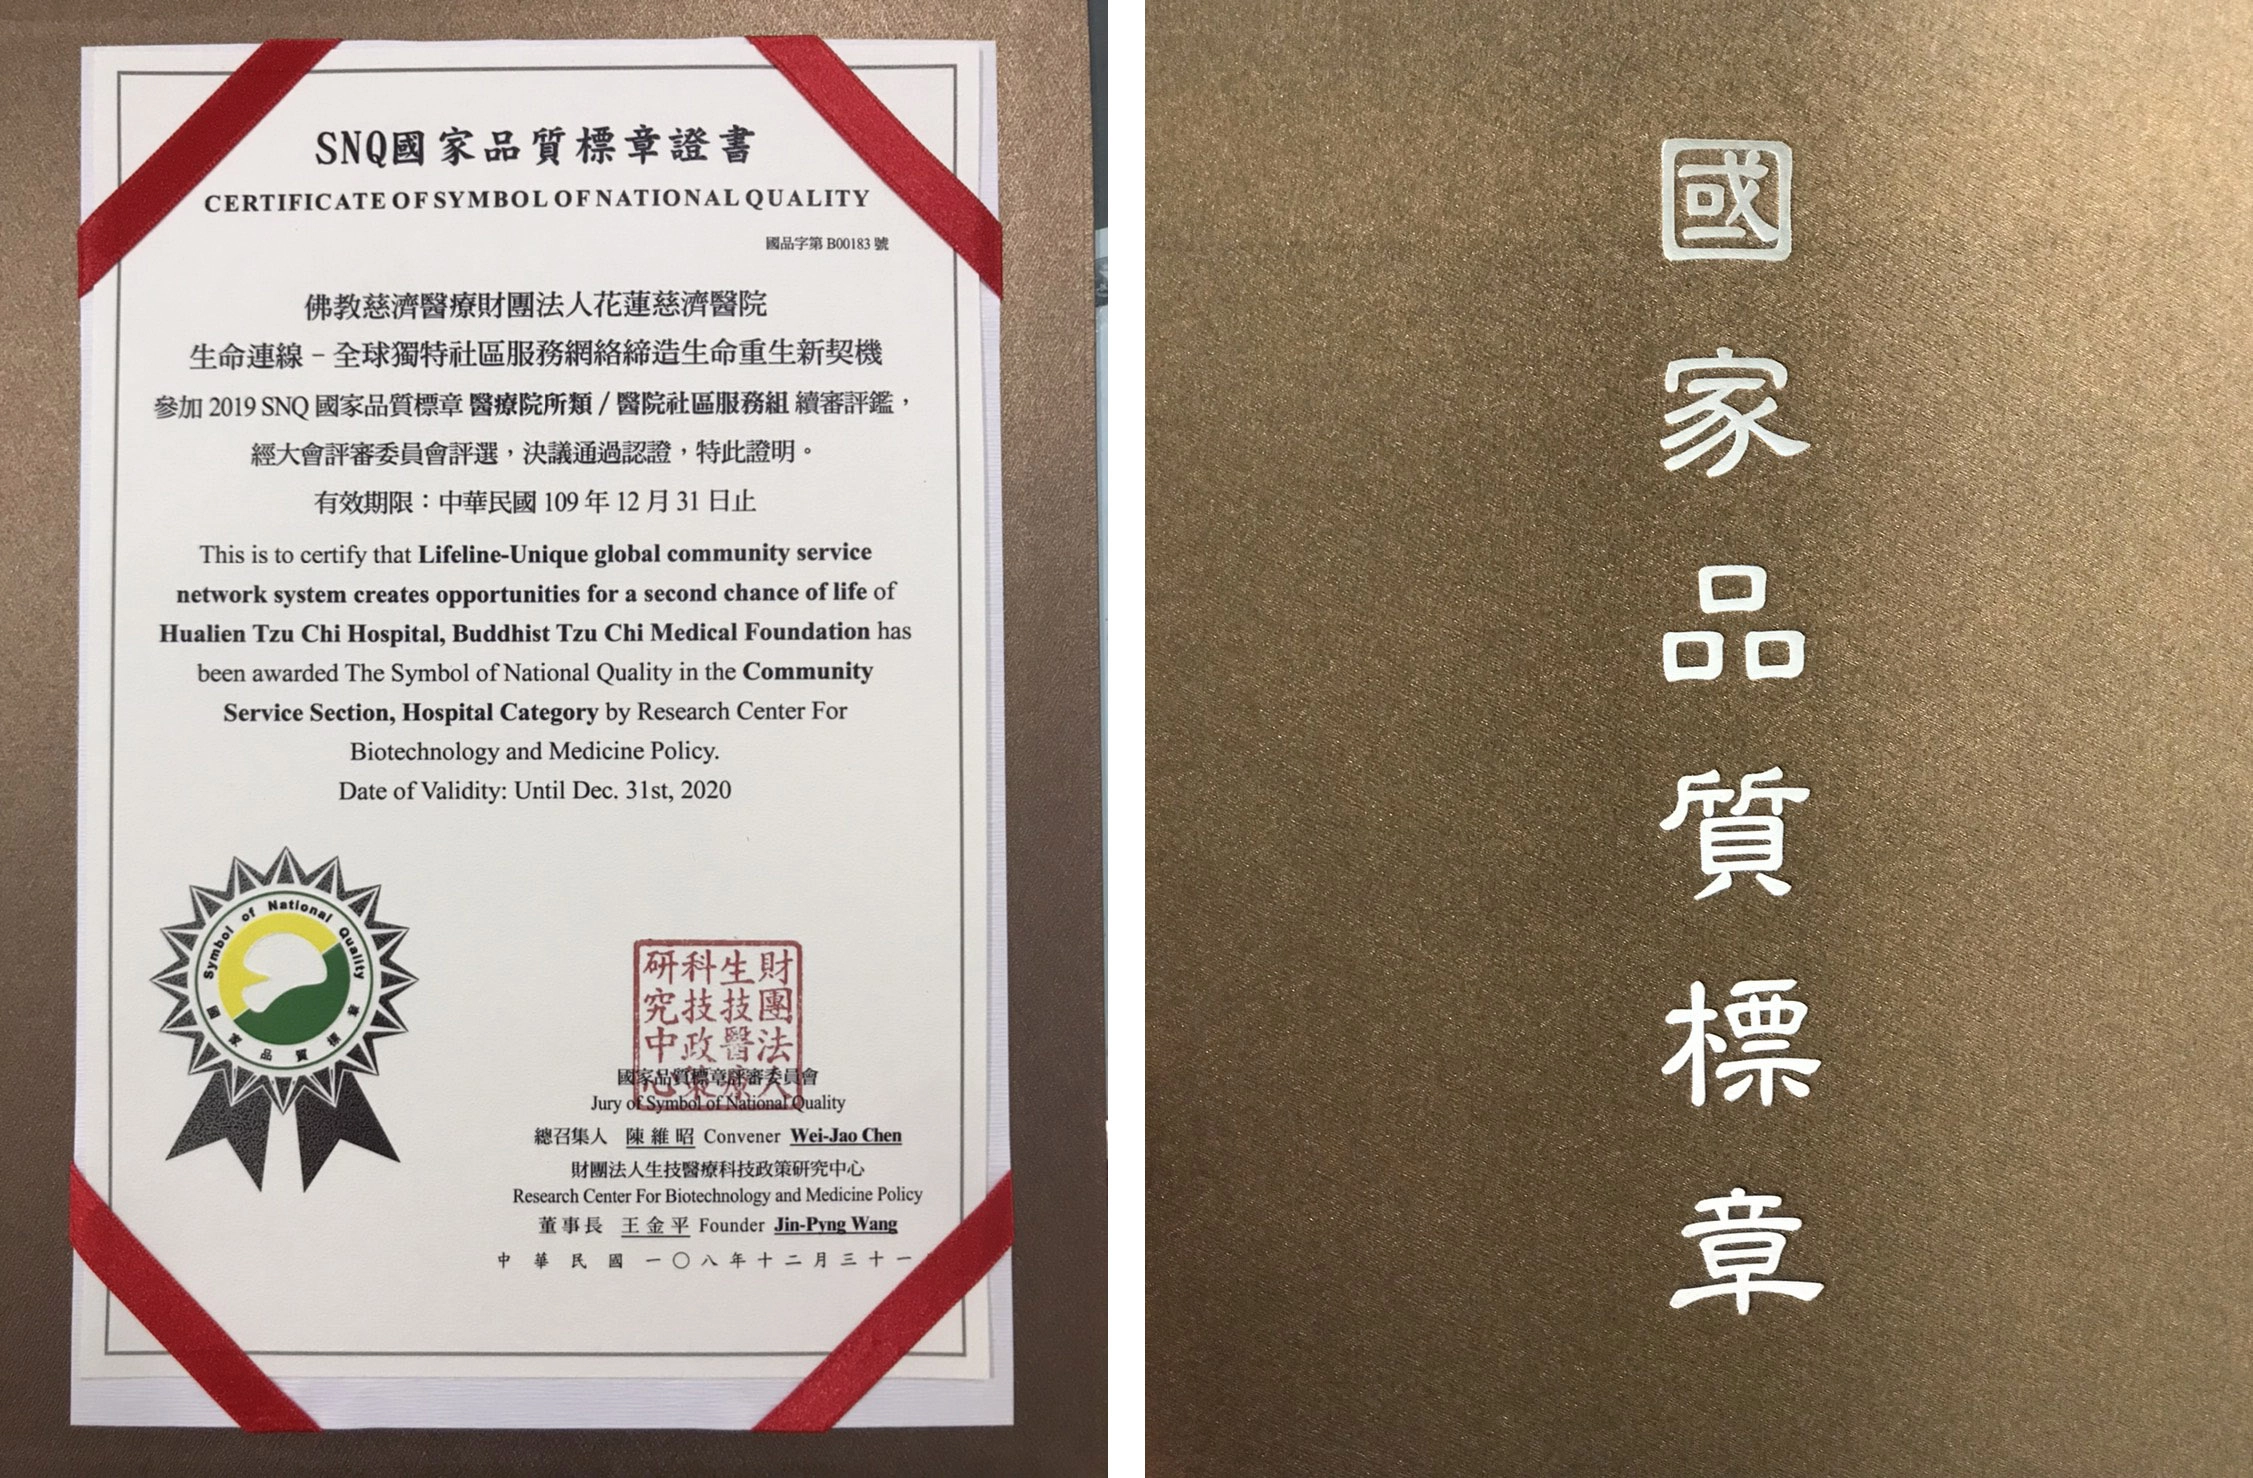 SNQ國家品質標章證書
CERTIFICATE OF SYMBOL OF NATIONAL QUALITY
國品字第 B00183 號
佛教慈濟醫療財團法人花蓮慈濟醫院
生命連線－全球獨特社區服務網絡締造生命重生新契機
參加 2019 SNQ 國家品質標章 醫療院所類 / 醫院社區服務組 續審評鑑，
經大會評審委員會評選，決議通過認證，特此證明。
有效期限：中華民國 109 年 12 月 31 日止
This is to certify that Lifeline-Unique global community service
network system creates opportunities for a second chance of life of
Hualien Tzu Chi Hospital, Buddhist Tzu Chi Medical Foundation has
been awarded The Symbol of National Quality in the Community
Service Section, Hospital Category by Research Center For
Biotechnology and Medicine Policy.
Date of Validity: Until Dec. 31st, 2020
Symbol of National Quality
國家品質標章
財團法人
生技醫療
科技政策
研究中心
國家品質標章評審委員會
Jury of Symbol of National Quality
總召集人 陳維昭 Convener Wei-Jao Chen
財團法人生技醫療科技政策研究中心
Research Center For Biotechnology and Medicine Policy
董事長 王金平 Founder Jin-Pyng Wang
中華民國一〇八年十二月三十一
國家品質標章